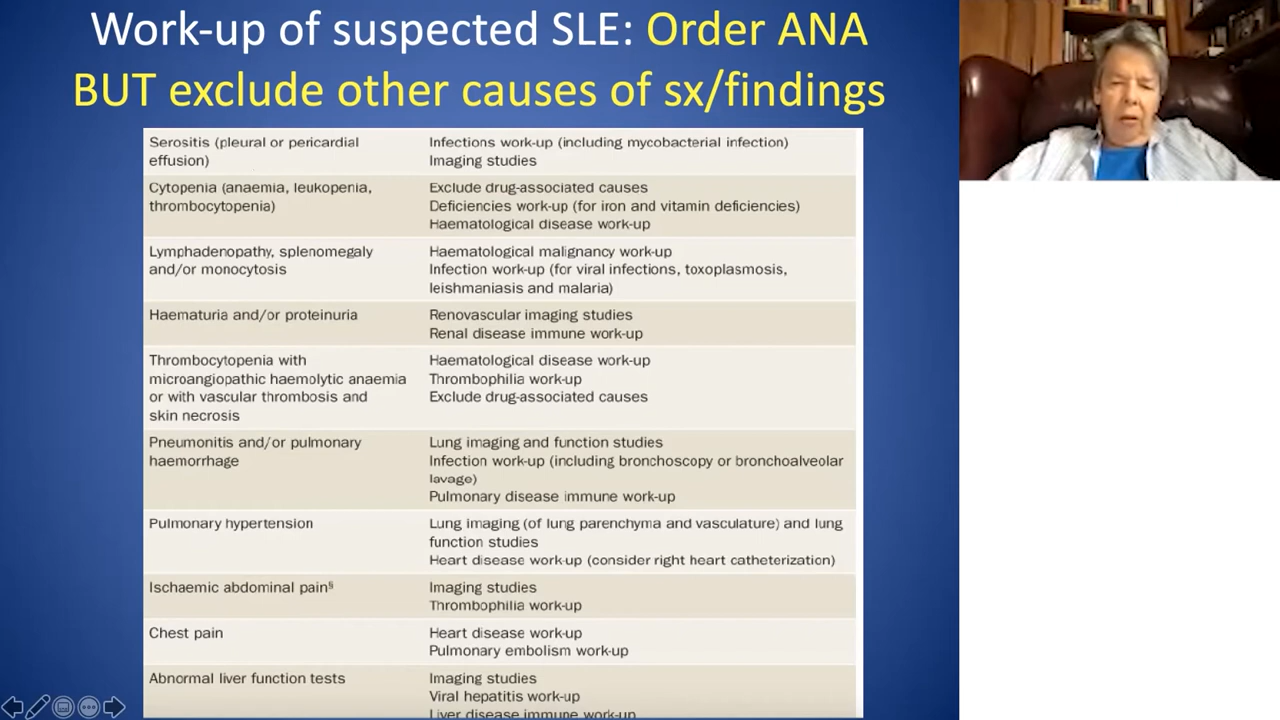 Work-up of suspected SLE: Order ANA
BUT exclude other causes of sx/findings
Serositis (pleural or pericardial
effusion)
Infections work-up (including mycobacterial infection)
Imaging studies
Cytopenia (anaemia, leukopenia,
thrombocytopenia)
Exclude drug-associated causes
Deficiencies work-up (for iron and vitamin deficiencies)
Haematological disease work-up
Lymphadenopathy, splenomegaly
and/or monocytosis
Haematological malignancy work-up
Infection work-up (for viral infections, toxoplasmosis,
leishmaniasis and malaria)
Haematuria and/or proteinuria
Renovascular imaging studies
Renal disease immune work-up
Thrombocytopenia with
microangiopathic haemolytic anaemia
or with vascular thrombosis and
skin necrosis
Haematological disease work-up
Thrombophilia work-up
Exclude drug-associated causes
Pneumonitis and/or pulmonary
haemorrhage
Lung imaging and function studies
Infection work-up (including bronchoscopy or bronchoalveolar
lavage)
Pulmonary disease immune work-up
Pulmonary hypertension
Lung imaging (of lung parenchyma and vasculature) and lung
function studies
Heart disease work-up (consider right heart catheterization)
Ischaemic abdominal pain§
Imaging studies
Thrombophilia work-up
Chest pain
Heart disease work-up
Pulmonary embolism work-up
Abnormal liver function tests
Imaging studies
Viral hepatitis work-up
Liver disease immune work-up